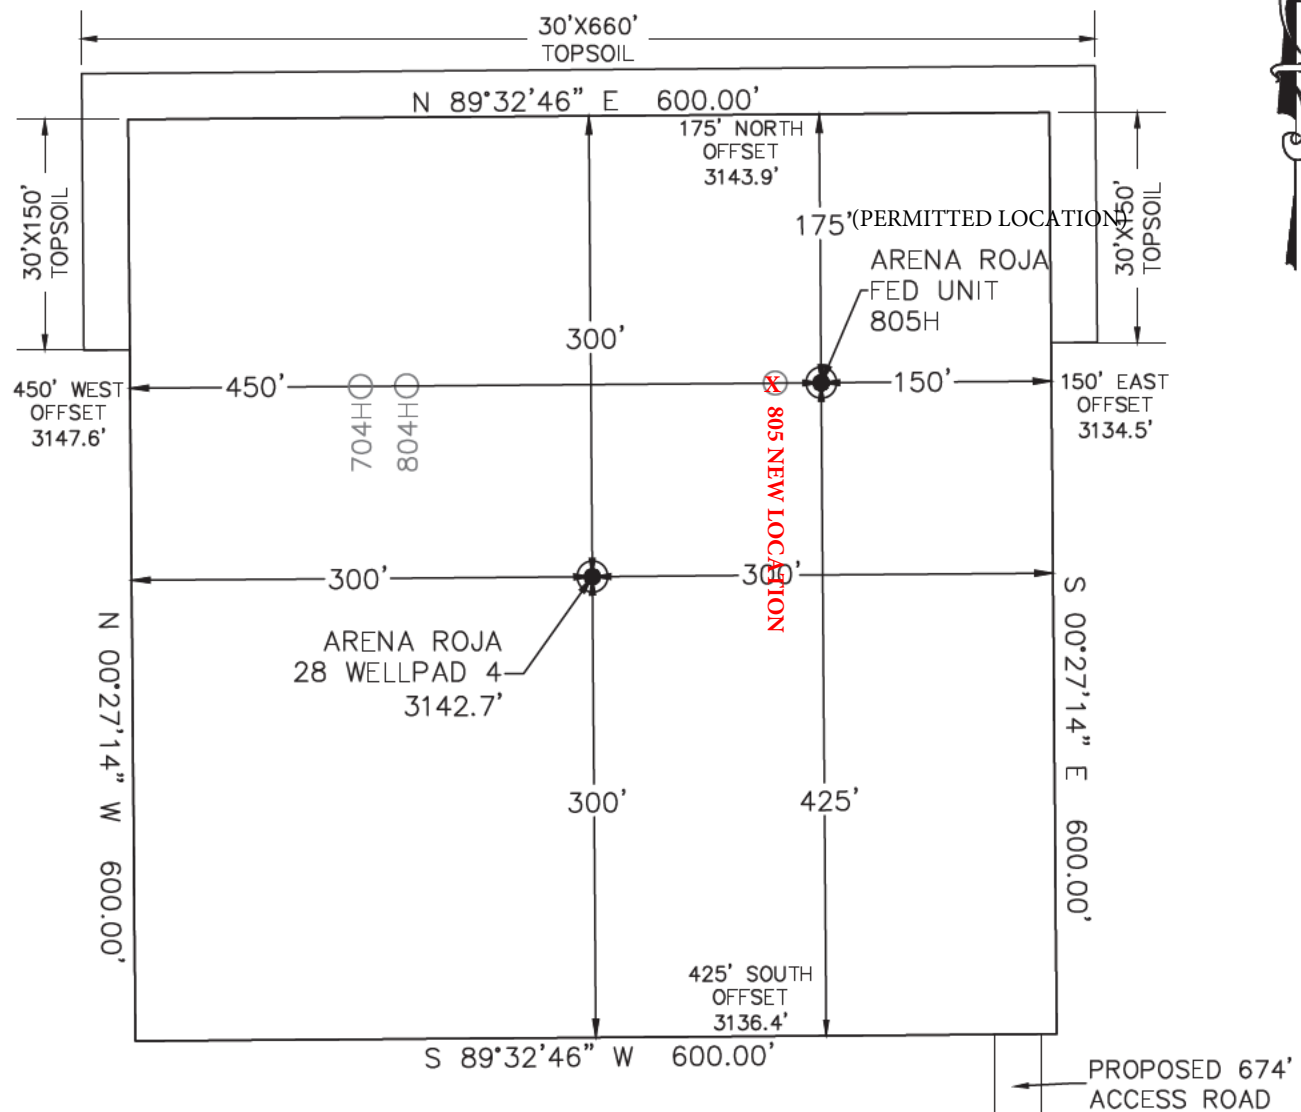 30'X660'
TOPSOIL
N 89°32'46" E 600.00'
175' NORTH
OFFSET
3143.9'
30'X150'
TOPSOIL
30'X150'
TOPSOIL
175'
(PERMITTED LOCATION)
ARENA ROJA
FED UNIT
805H
300'
450' WEST
OFFSET
3147.6'
450'
704H
804H
X
805 NEW LOCATION
150'
150' EAST
OFFSET
3134.5'
300'
300'
ARENA ROJA
28 WELLPAD 4
3142.7'
N 00°27'14" W 600.00'
S 00°27'14" E 600.00'
300'
425'
425' SOUTH
OFFSET
3136.4'
S 89°32'46" W 600.00'
PROPOSED 674'
ACCESS ROAD